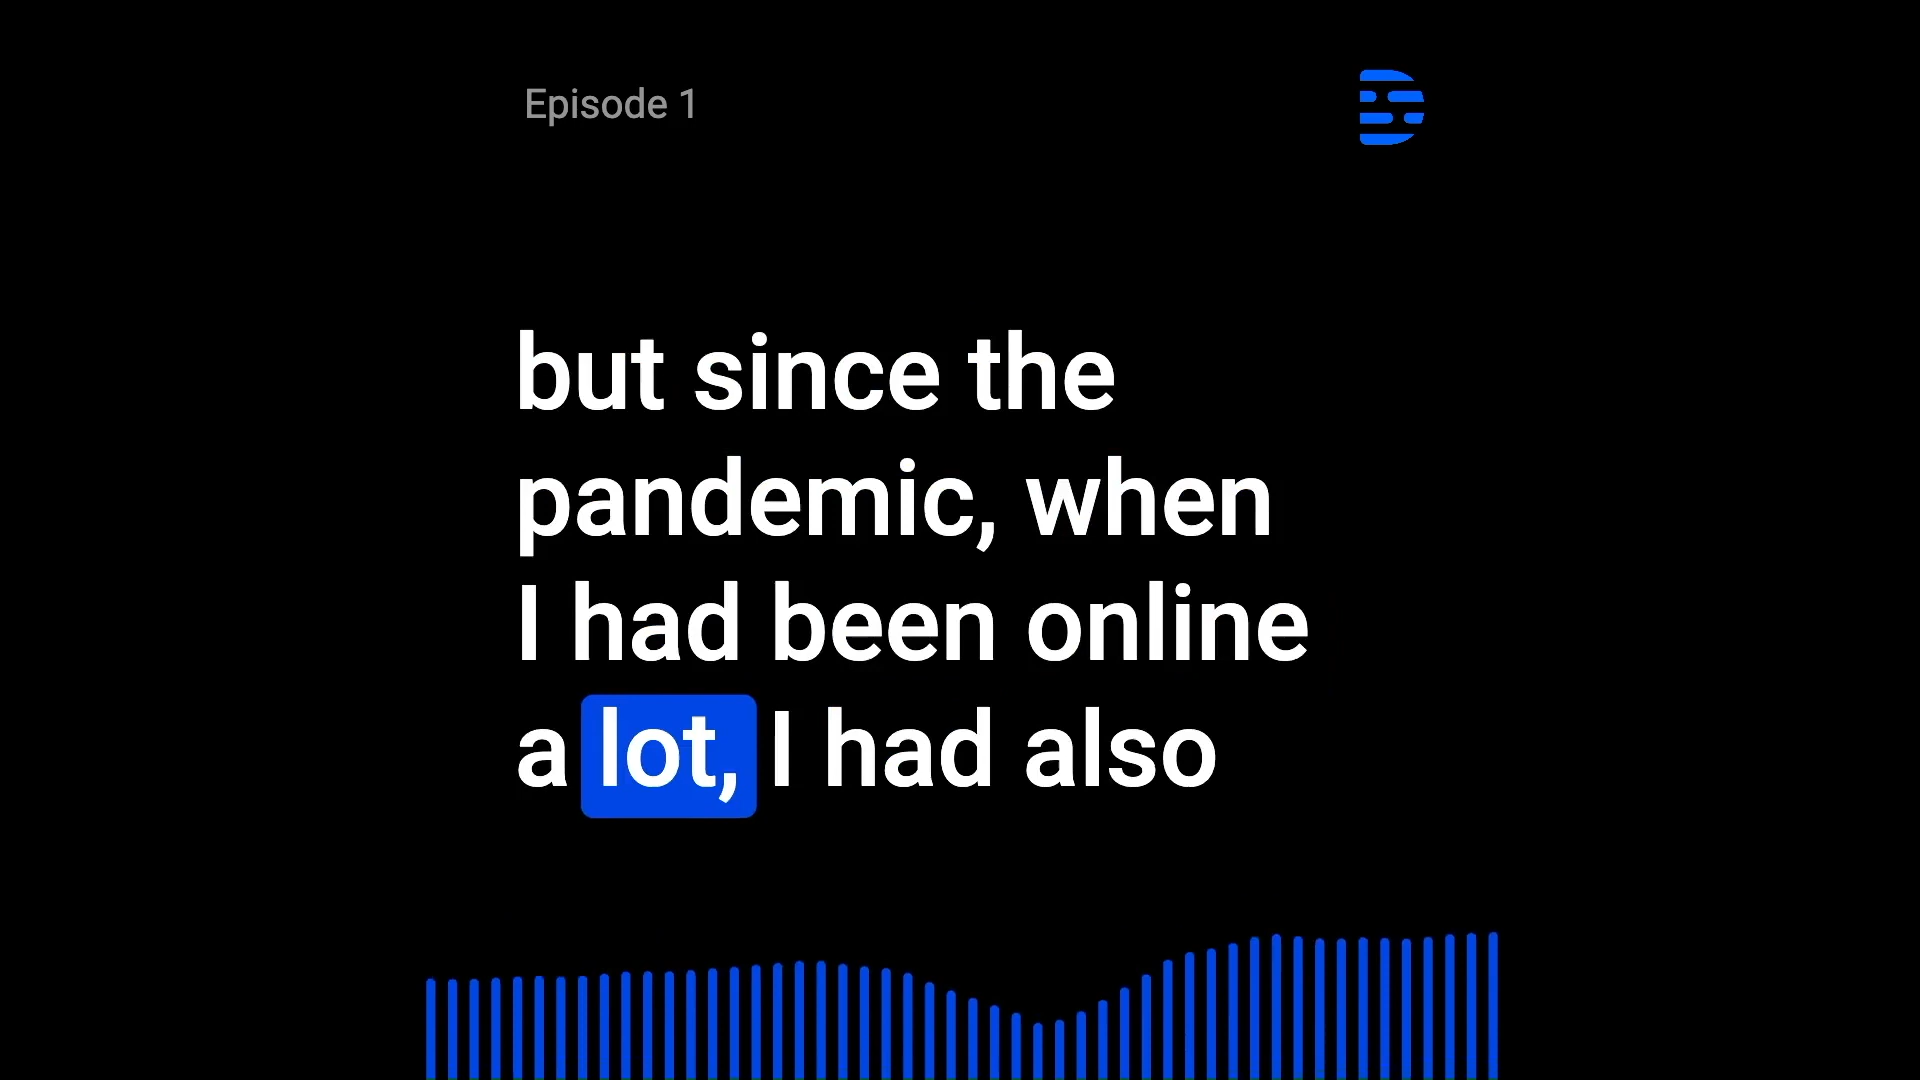 Episode 1
but since the
pandemic, when
I had been online
a lot, I had also